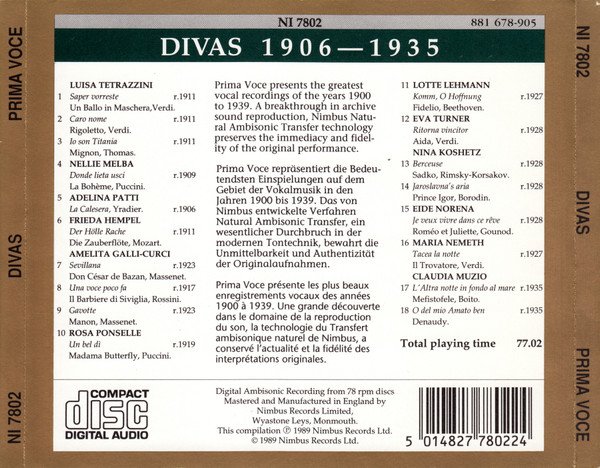 NI 7802
881 678-905
DIVAS 1906—1935
LUISA TETRAZZINI
1 Saper vorreste r.1911
Un Ballo in Maschera,Verdi.
2 Caro nome r.1911
Rigoletto, Verdi.
3 Io son Titania r.1911
Mignon, Thomas.
4 NELLIE MELBA
Donde lieta usci r.1909
La Bohème, Puccini.
5 ADELINA PATTI
La Calesera, Yradier. r.1906
6 FRIEDA HEMPEL
Der Hölle Rache r.1911
Die Zauberflöte, Mozart.
AMELITA GALLI-CURCI
7 Sevillana r.1923
Don César de Bazan, Massenet.
8 Una voce poco fa r.1917
Il Barbiere di Siviglia, Rossini.
9 Gavotte r.1923
Manon, Massenet.
10 ROSA PONSELLE
Un bel di r.1919
Madama Butterfly, Puccini.
Prima Voce presents the greatest
vocal recordings of the years 1900
to 1939. A breakthrough in archive
sound reproduction, Nimbus Natu-
ral Ambisonic Transfer technology
preserves the immediacy and fidel-
ity of the original performance.
Prima Voce repräsentiert die Bedeu-
tendsten Einspielungen auf dem
Gebiet der Vokalmusik in den
Jahren 1900 bis 1939. Das von
Nimbus entwickelte Verfahren
Natural Ambisonic Transfer, ein
wesentlicher Durchbruch in der
modernen Tontechnik, bewahrt die
Unmittelbarkeit und Authentizität
der Originalaufnahmen.
Prima Voce présente les plus beaux
enregistrements vocaux des années
1900 à 1939. Une grande découverte
dans le domaine de la reproduction
du son, la technologie du Transfert
ambisonique naturel de Nimbus, a
conservé l'actualité et la fidélité des
interprétations originales.
11 LOTTE LEHMANN
Komm, O Hoffnung r.1927
Fidelio, Beethoven.
12 EVA TURNER
Ritorna vincitor r.1928
Aida, Verdi.
NINA KOSHETZ
13 Berceuse r.1928
Sadko, Rimsky-Korsakov.
14 Jaroslavna's aria r.1928
Prince Igor, Borodin.
15 EIDE NORENA
Je veux vivre dans ce rêve r.1928
Roméo et Juliette, Gounod.
16 MARIA NEMETH
Tacea la notte r.1927
Il Trovatore, Verdi.
CLAUDIA MUZIO
17 L'Altra notte in fondo al mare r.1935
Mefistofele, Boito.
18 O del mio Amato ben r.1935
Denaudy.
Total playing time 77.02
COMPACT
disc
DIGITAL AUDIO
Digital Ambisonic Recording from 78 rpm discs
Mastered and Manufactured in England by
Nimbus Records Limited,
Wyastone Leys, Monmouth.
This compilation ℗ 1989 Nimbus Records Ltd.
© 1989 Nimbus Records Ltd.
5 014827 780224
PRIMA VOCE
DIVAS
NI 7802
NI 7802
DIVAS
PRIMA VOCE